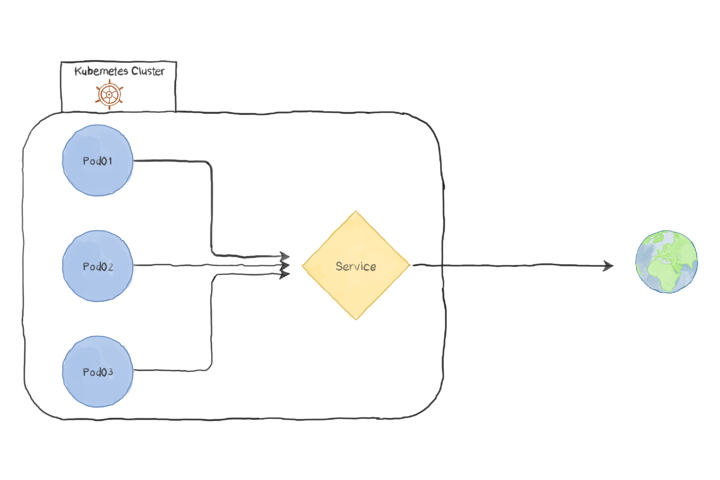 Kubernetes Cluster
Pod01
Pod02
Pod03
Service